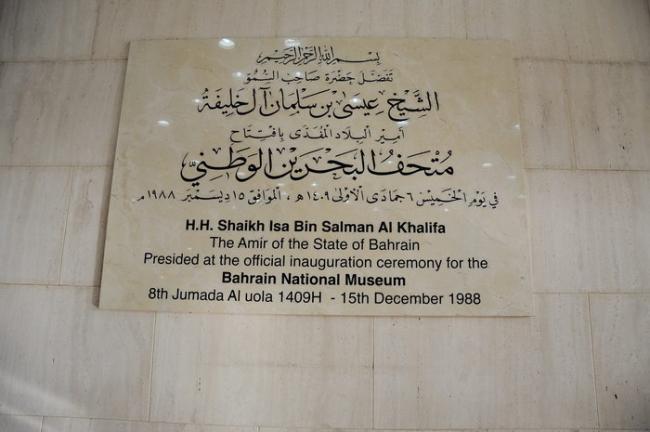 بسم الله الرحمن الرحيم
تفضل حضرة صاحب السمو
الشيخ عيسى بن سلمان آل خليفة
أمير البلاد المفدى بافتتاح
متحف البحرين الوطني
في يوم الخميس ٦ جمادى الأولى ١٤٠٩ هـ، الموافق ١٥ ديسمبر ١٩٨٨ م
H.H. Shaikh Isa Bin Salman Al Khalifa
The Amir of the State of Bahrain
Presided at the official inauguration ceremony for the
Bahrain National Museum
8th Jumada Al uola 1409H - 15th December 1988